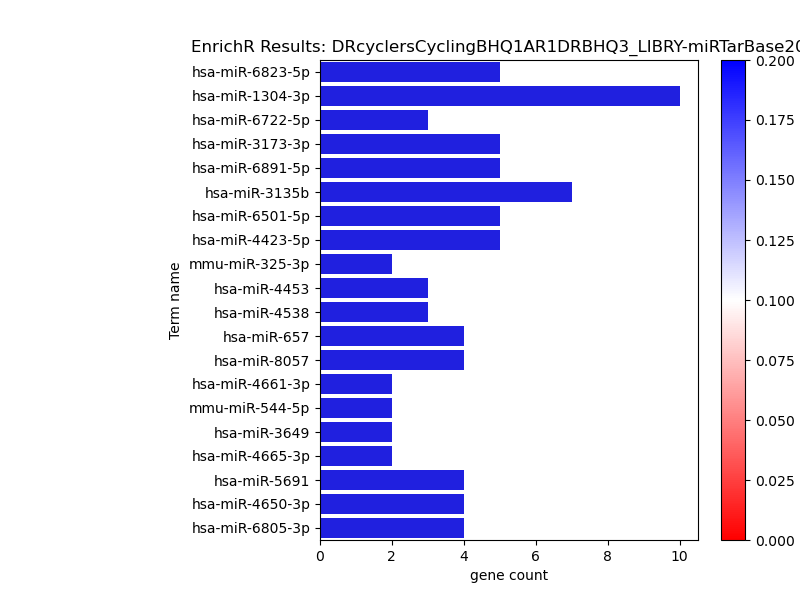 EnrichR Results: DRcyclersCyclingBHQ1AR1DRBHQ3_LIBRY-miRTarBase20
hsa-miR-6823-5p
hsa-miR-1304-3p
hsa-miR-6722-5p
hsa-miR-3173-3p
hsa-miR-6891-5p
hsa-miR-3135b
hsa-miR-6501-5p
hsa-miR-4423-5p
mmu-miR-325-3p
hsa-miR-4453
hsa-miR-4538
hsa-miR-657
hsa-miR-8057
hsa-miR-4661-3p
mmu-miR-544-5p
hsa-miR-3649
hsa-miR-4665-3p
hsa-miR-5691
hsa-miR-4650-3p
hsa-miR-6805-3p
Term name
0 2 4 6 8 10
gene count
0.200
0.175
0.150
0.125
0.100
0.075
0.050
0.025
0.000